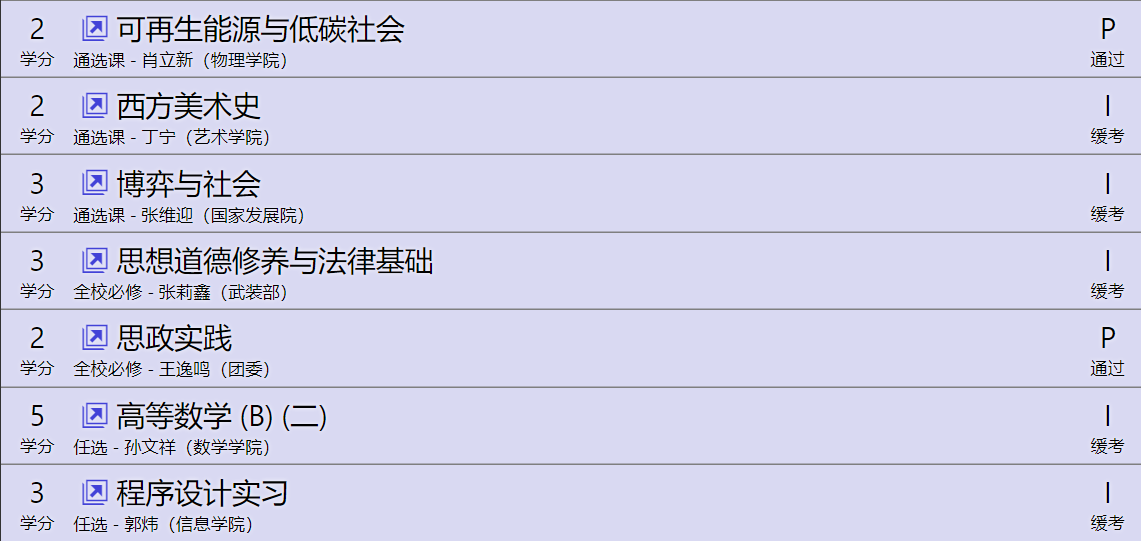 2 可再生能源与低碳社会 P
学分 通选课 - 肖立新（物理学院） 通过
2 西方美术史 I
学分 通选课 - 丁宁（艺术学院） 缓考
3 博弈与社会 I
学分 通选课 - 张维迎（国家发展院） 缓考
3 思想道德修养与法律基础 I
学分 全校必修 - 张莉鑫（武装部） 缓考
2 思政实践 P
学分 全校必修 - 王逸鸣（团委） 通过
5 高等数学 (B) (二) I
学分 任选 - 孙文祥（数学学院） 缓考
3 程序设计实习 I
学分 任选 - 郭炜（信息学院） 缓考